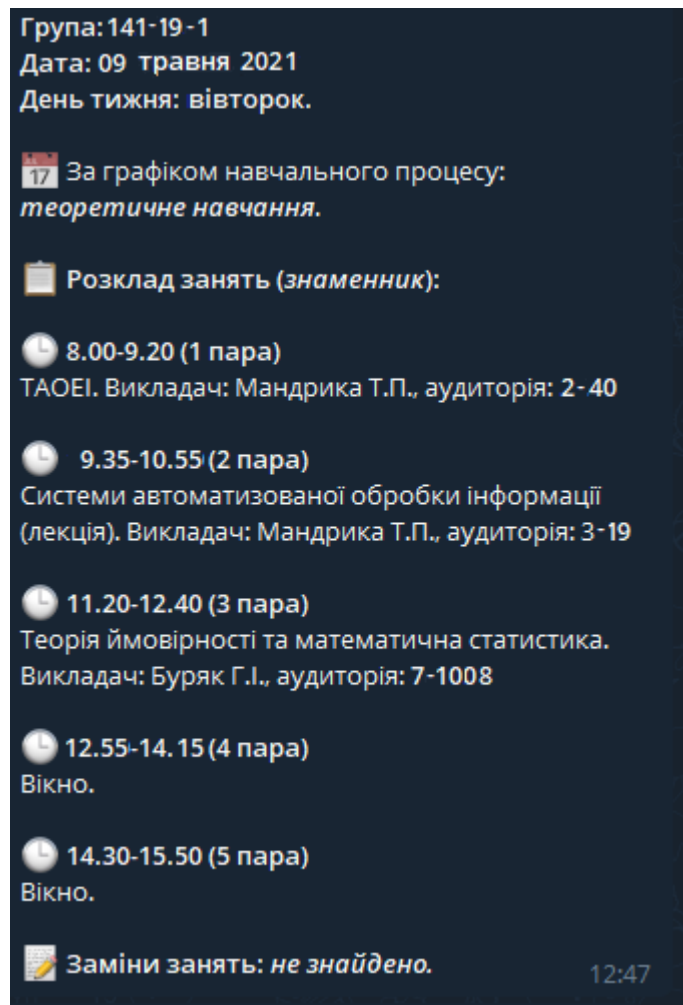 Група: 141-19-1
Дата: 09 травня 2021
День тижня: вівторок.
17 За графіком навчального процесу:
теоретичне навчання.
Розклад занять (знаменник):
8.00-9.20 (1 пара)
ТАОЕІ. Викладач: Мандрика Т.П., аудиторія: 2-40
9.35-10.55 (2 пара)
Системи автоматизованої обробки інформації
(лекція). Викладач: Мандрика Т.П., аудиторія: 3-19
11.20-12.40 (3 пара)
Теорія ймовірності та математична статистика.
Викладач: Буряк Г.І., аудиторія: 7-1008
12.55-14.15 (4 пара)
Вікно.
14.30-15.50 (5 пара)
Вікно.
Заміни занять: не знайдено.
12:47